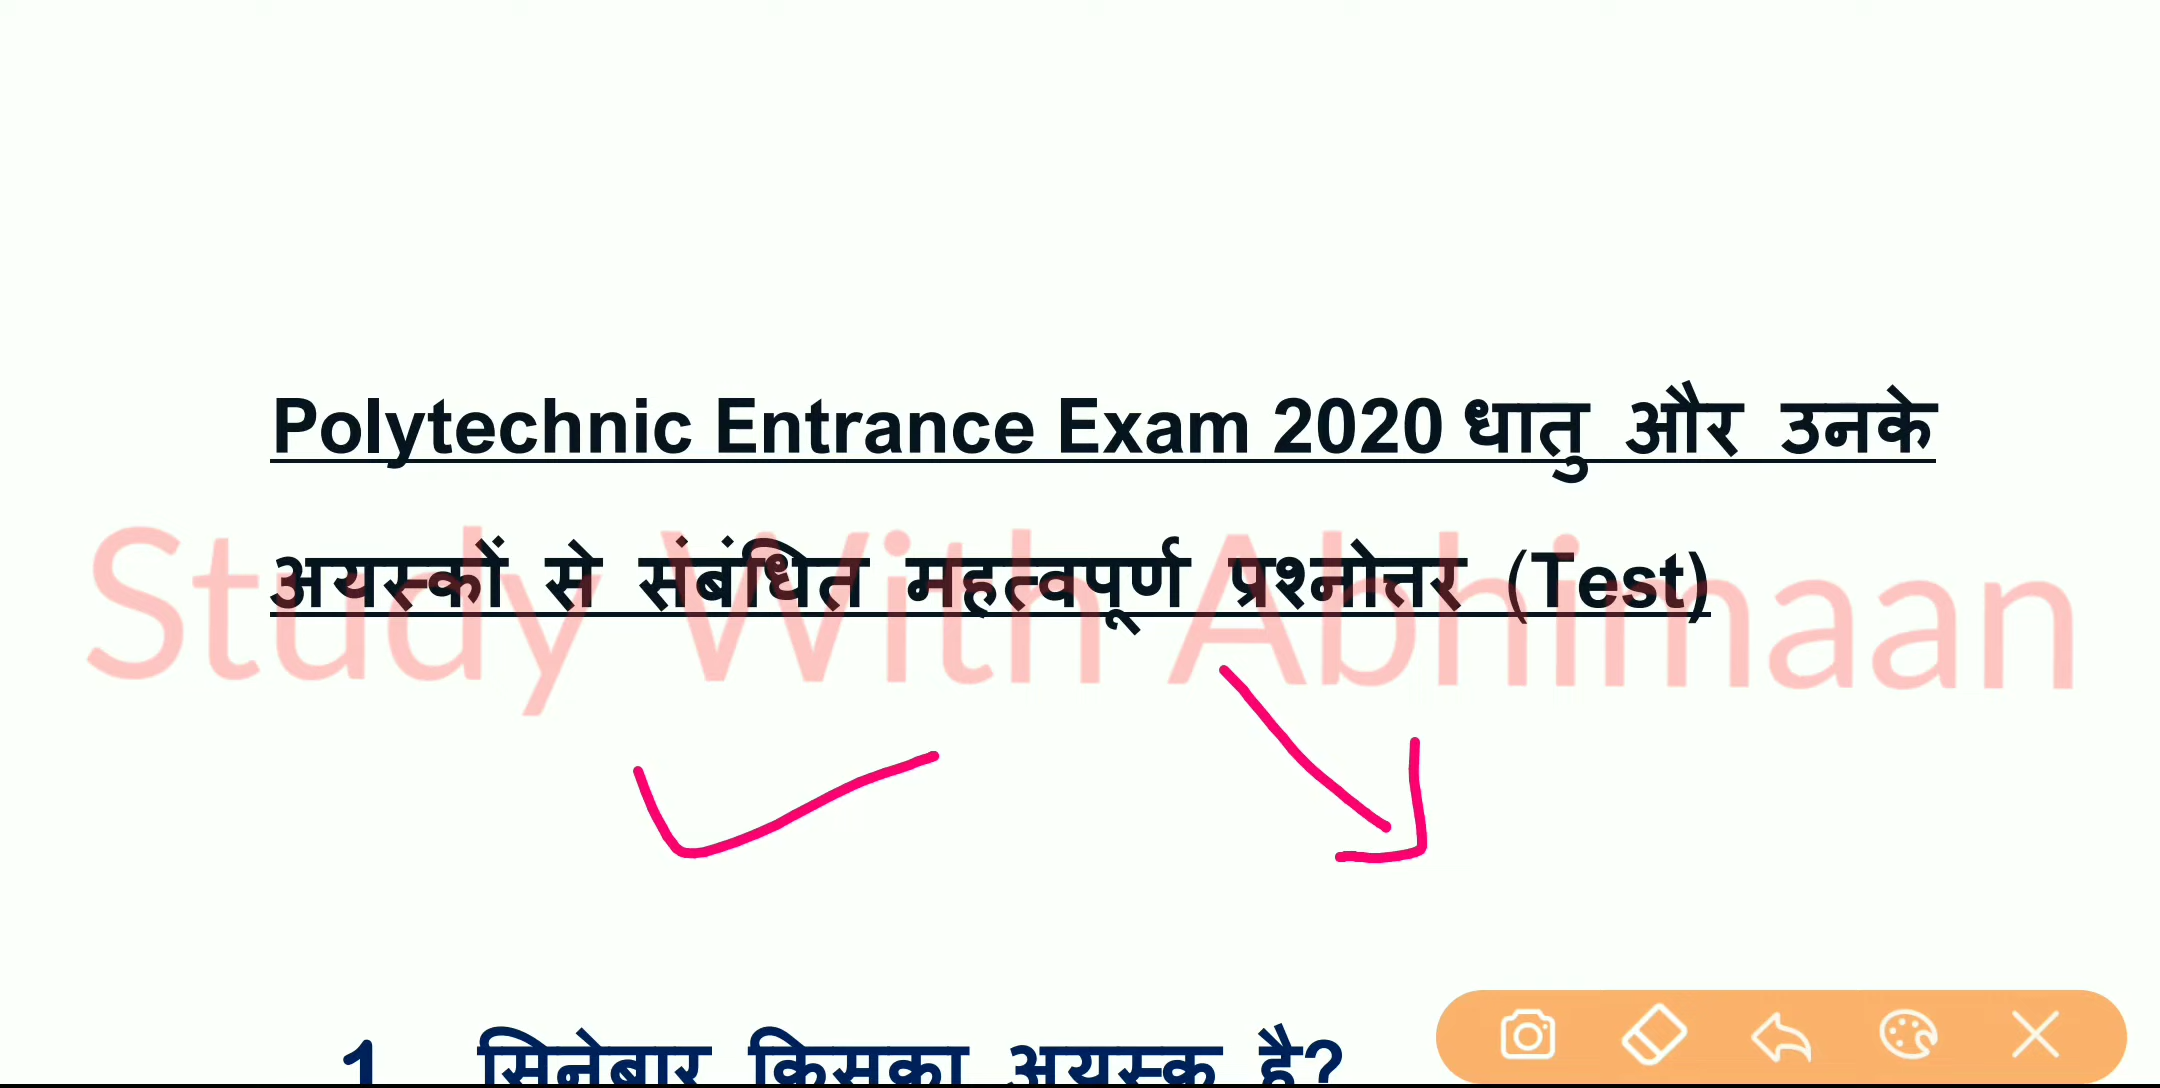 Polytechnic Entrance Exam 2020 धातु और उनके
अयस्कों से संबंधित महत्वपूर्ण प्रश्नोतर (Test)
Study With Abhimaan
1 सिनेबार किसका अयस्क है?